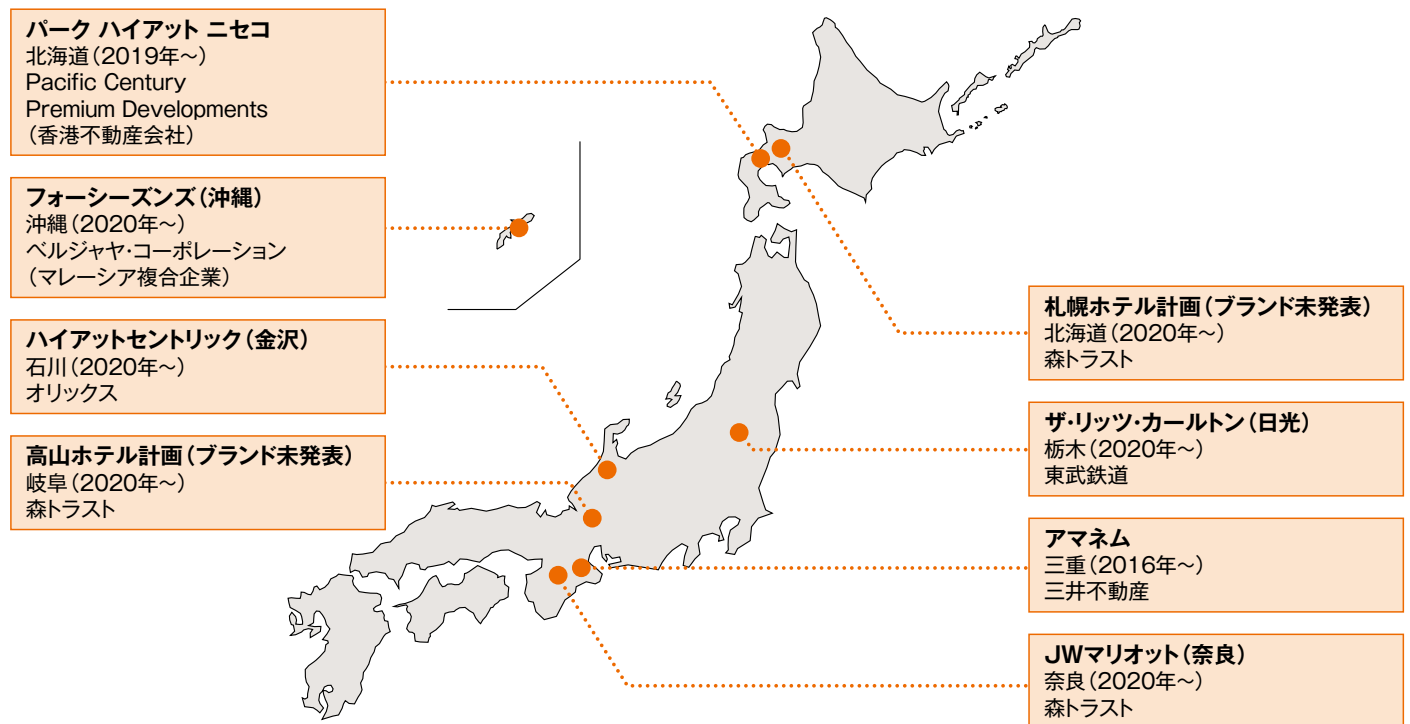 パーク ハイアット ニセコ
北海道(2019年~)
Pacific Century
Premium Developments
(香港不動産会社)
フォーシーズンズ(沖縄)
沖縄(2020年~)
ベルジャヤ・コーポレーション
(マレーシア複合企業)
ハイアットセントリック(金沢)
石川(2020年~)
オリックス
高山ホテル計画(ブランド未発表)
岐阜(2020年~)
森トラスト
札幌ホテル計画(ブランド未発表)
北海道(2020年~)
森トラスト
ザ・リッツ・カールトン(日光)
栃木(2020年~)
東武鉄道
アマネム
三重(2016年~)
三井不動産
JWマリオット(奈良)
奈良(2020年~)
森トラスト